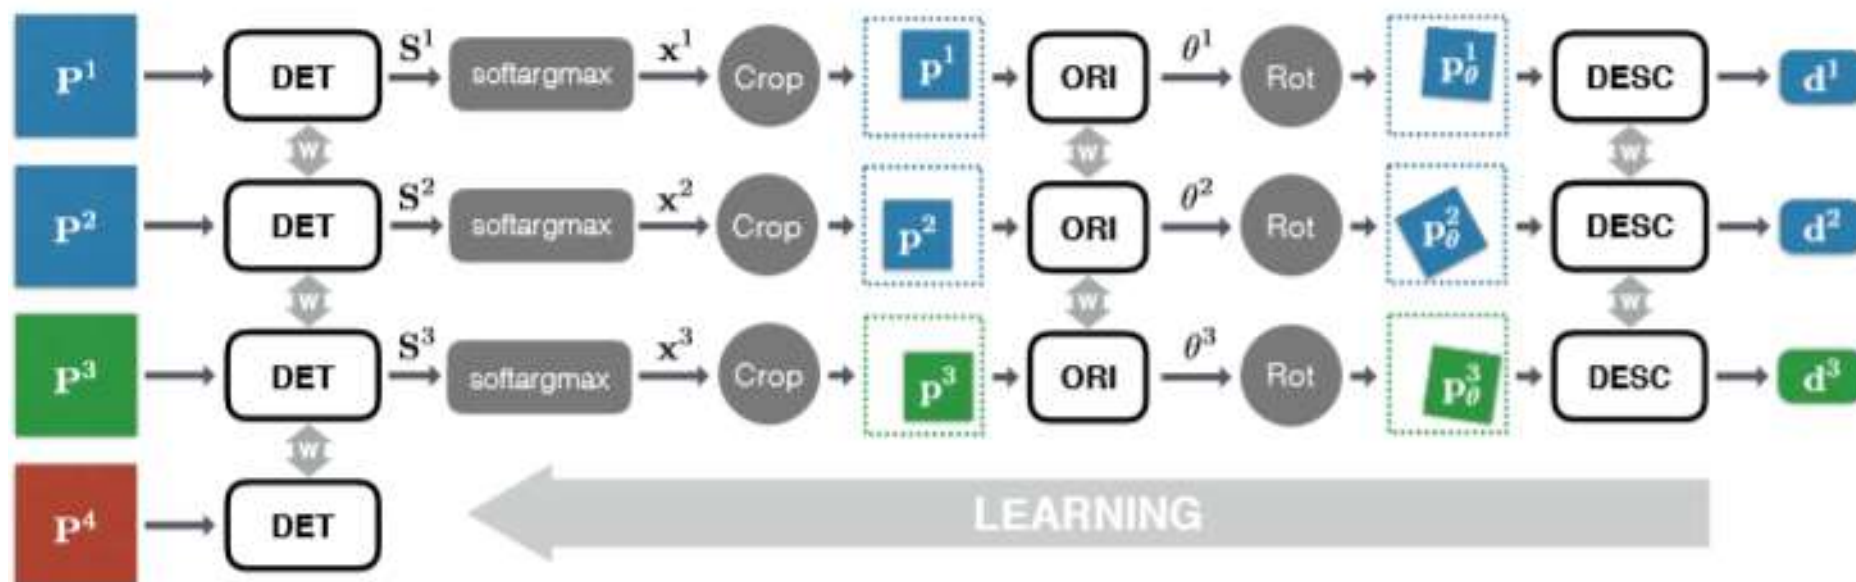 P¹ DET S¹ softargmax x¹ Crop p¹ ORI θ¹ Rot p¹θ DESC d¹
W W W
P² DET S² softargmax x² Crop p² ORI θ² Rot p²θ DESC d²
W W W
P³ DET S³ softargmax x³ Crop p³ ORI θ³ Rot p³θ DESC d³
W
P⁴ DET LEARNING